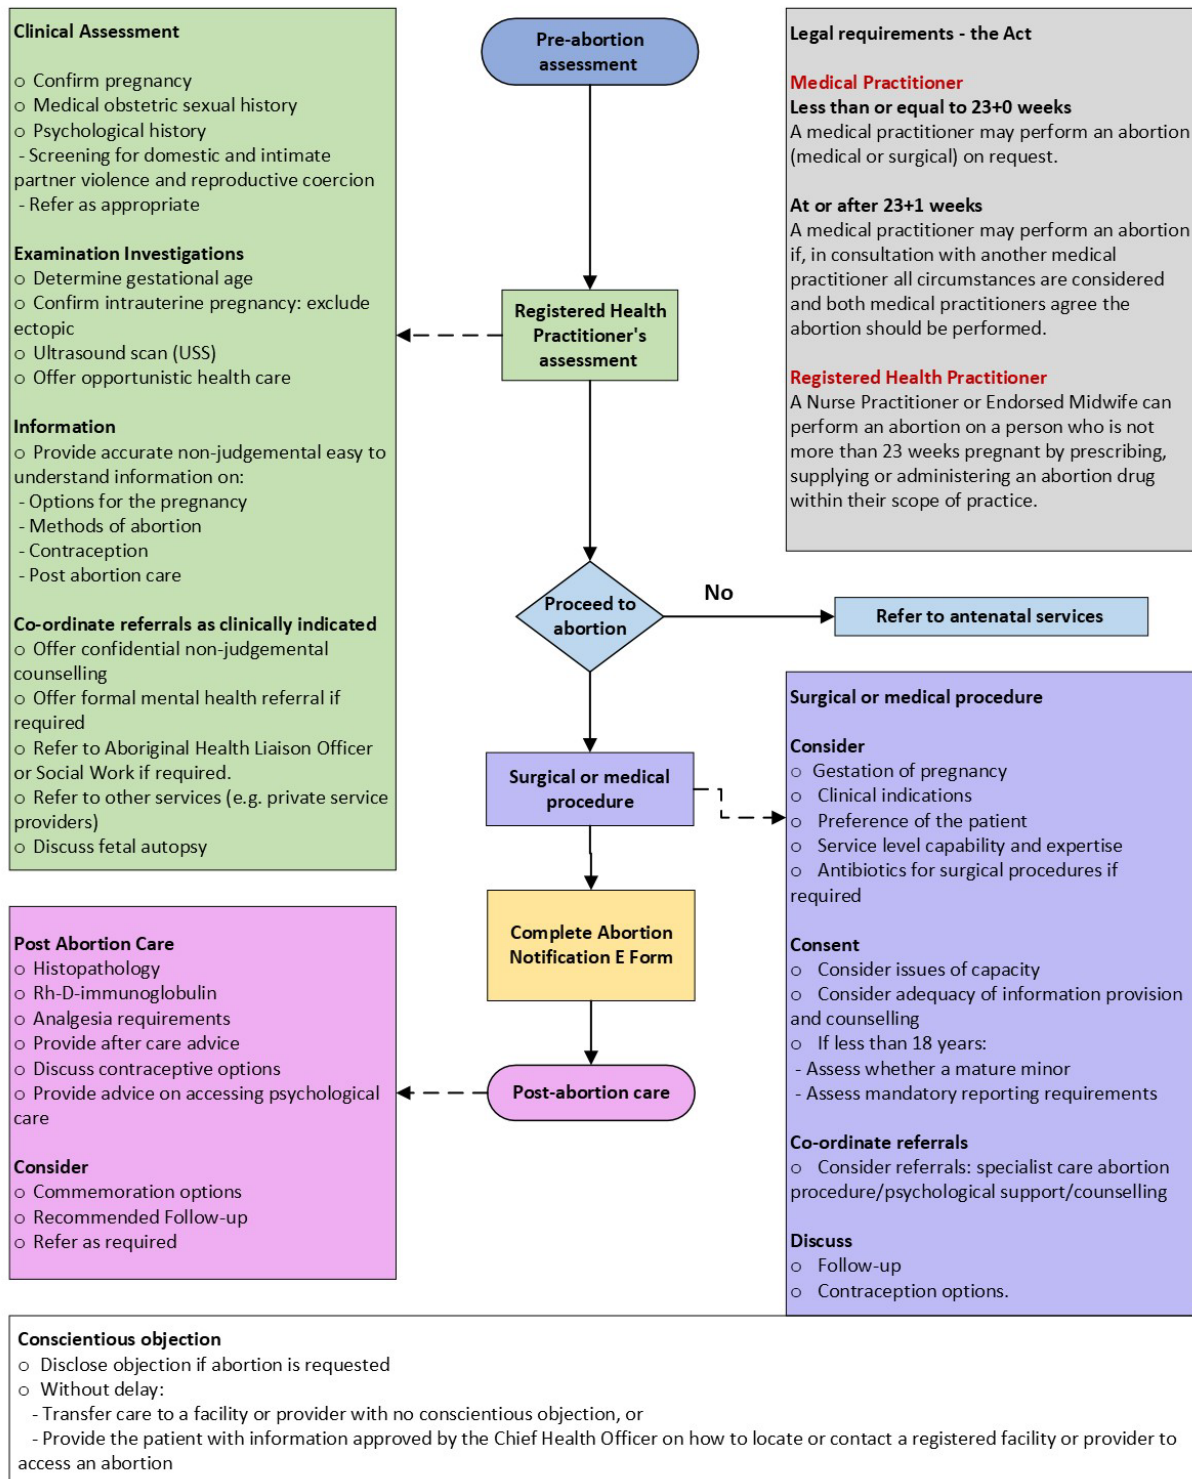 Clinical Assessment
○ Confirm pregnancy
○ Medical obstetric sexual history
○ Psychological history
- Screening for domestic and intimate
partner violence and reproductive coercion
- Refer as appropriate
Examination Investigations
○ Determine gestational age
○ Confirm intrauterine pregnancy: exclude
ectopic
○ Ultrasound scan (USS)
○ Offer opportunistic health care
Information
○ Provide accurate non-judgemental easy to
understand information on:
- Options for the pregnancy
- Methods of abortion
- Contraception
- Post abortion care
Co-ordinate referrals as clinically indicated
○ Offer confidential non-judgemental
counselling
○ Offer formal mental health referral if
required
○ Refer to Aboriginal Health Liaison Officer
or Social Work if required.
○ Refer to other services (e.g. private service
providers)
○ Discuss fetal autopsy
Pre-abortion
assessment
Registered Health
Practitioner's
assessment
Proceed to
abortion
No
Refer to antenatal services
Surgical or medical
procedure
Complete Abortion
Notification E Form
Post-abortion care
Legal requirements - the Act
Medical Practitioner
Less than or equal to 23+0 weeks
A medical practitioner may perform an abortion
(medical or surgical) on request.
At or after 23+1 weeks
A medical practitioner may perform an abortion
if, in consultation with another medical
practitioner all circumstances are considered
and both medical practitioners agree the
abortion should be performed.
Registered Health Practitioner
A Nurse Practitioner or Endorsed Midwife can
perform an abortion on a person who is not
more than 23 weeks pregnant by prescribing,
supplying or administering an abortion drug
within their scope of practice.
Surgical or medical procedure
Consider
○ Gestation of pregnancy
○ Clinical indications
○ Preference of the patient
○ Service level capability and expertise
○ Antibiotics for surgical procedures if
required
Consent
○ Consider issues of capacity
○ Consider adequacy of information provision
and counselling
○ If less than 18 years:
- Assess whether a mature minor
- Assess mandatory reporting requirements
Co-ordinate referrals
○ Consider referrals: specialist care abortion
procedure/psychological support/counselling
Discuss
○ Follow-up
○ Contraception options.
Post Abortion Care
○ Histopathology
○ Rh-D-immunoglobulin
○ Analgesia requirements
○ Provide after care advice
○ Discuss contraceptive options
○ Provide advice on accessing psychological
care
Consider
○ Commemoration options
○ Recommended Follow-up
○ Refer as required
Conscientious objection
○ Disclose objection if abortion is requested
○ Without delay:
- Transfer care to a facility or provider with no conscientious objection, or
- Provide the patient with information approved by the Chief Health Officer on how to locate or contact a registered facility or provider to
access an abortion